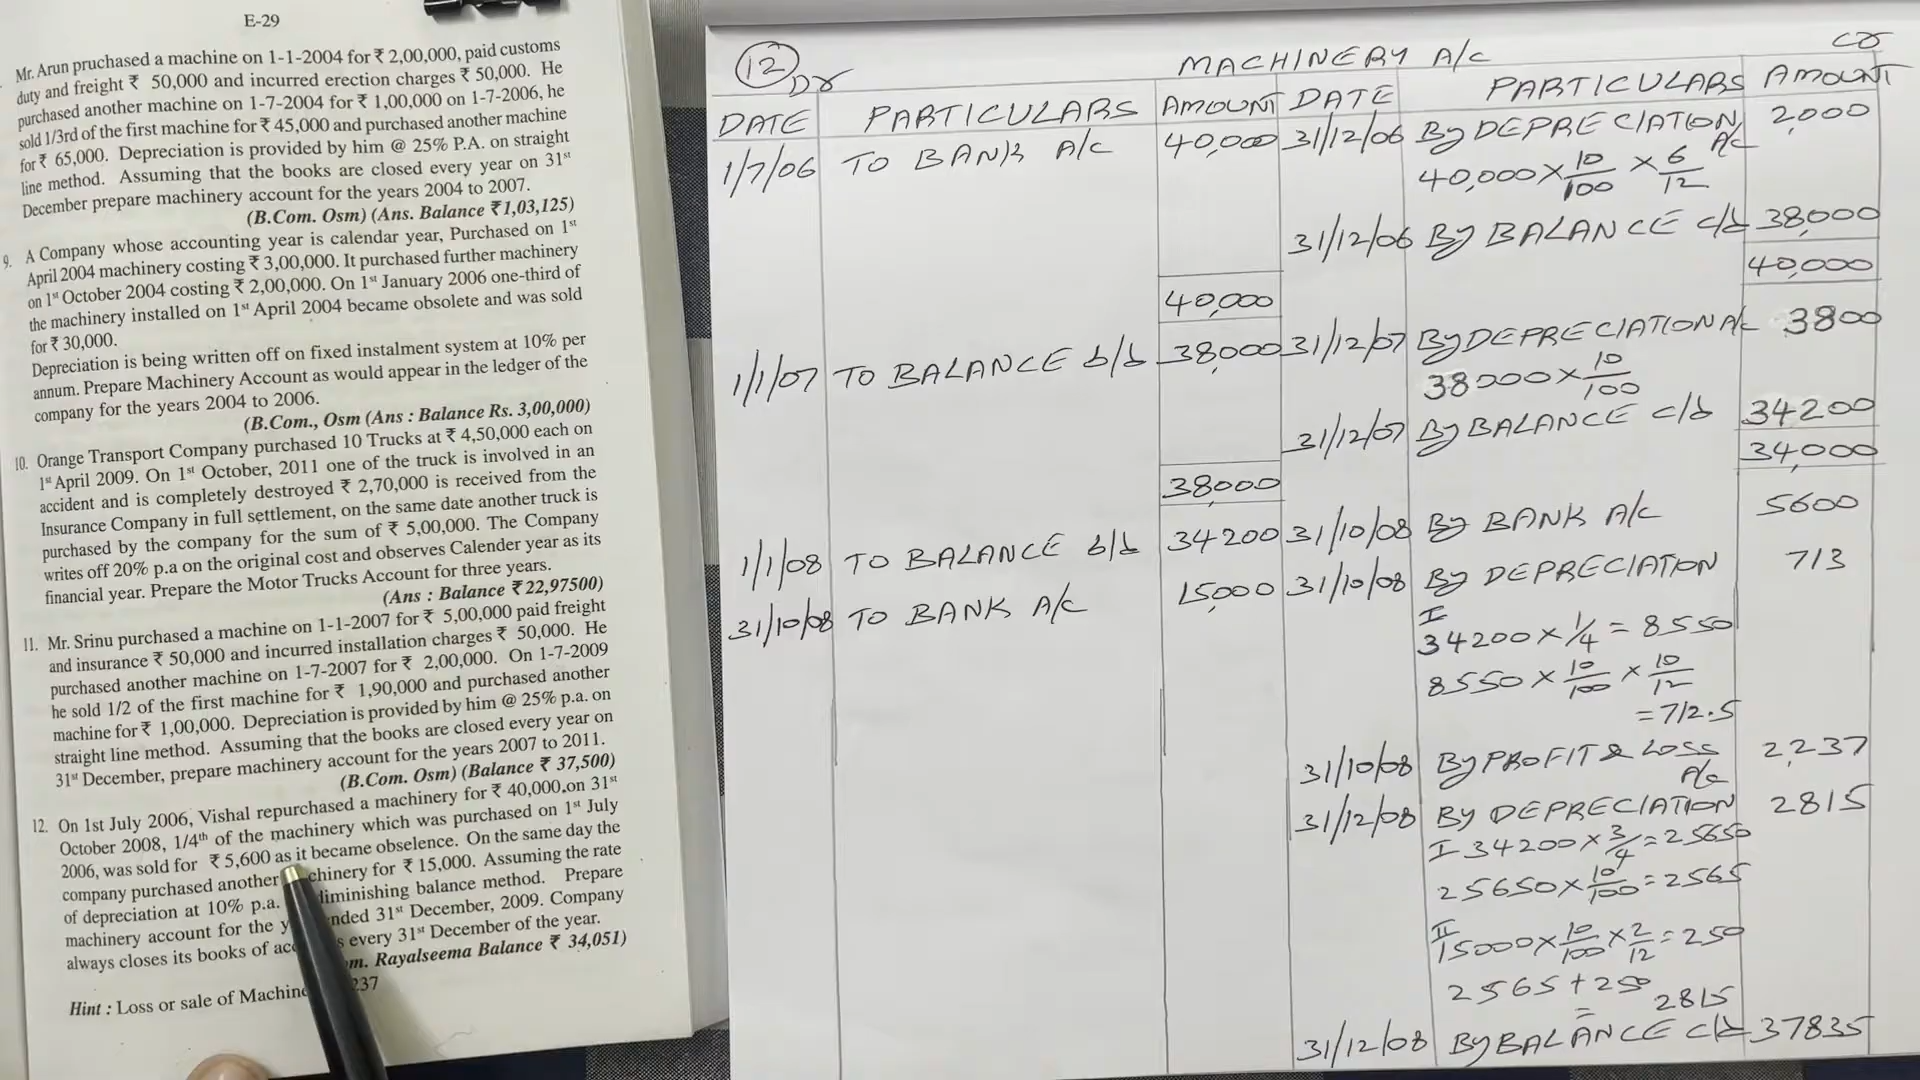 E-29
Mr. Arun pruchased a machine on 1-1-2004 for ₹ 2,00,000, paid customs
duty and freight ₹ 50,000 and incurred erection charges ₹ 50,000. He
purchased another machine on 1-7-2004 for ₹ 1,00,000 on 1-7-2006, he
sold 1/3rd of the first machine for ₹ 45,000 and purchased another machine
for ₹ 65,000. Depreciation is provided by him @ 25% P.A. on straight
line method. Assuming that the books are closed every year on 31st
December prepare machinery account for the years 2004 to 2007.
(B.Com. Osm) (Ans. Balance ₹1,03,125)
9. A Company whose accounting year is calendar year, Purchased on 1st
April 2004 machinery costing ₹ 3,00,000. It purchased further machinery
on 1st October 2004 costing ₹ 2,00,000. On 1st January 2006 one-third of
the machinery installed on 1st April 2004 became obsolete and was sold
for ₹ 30,000.
Depreciation is being written off on fixed instalment system at 10% per
annum. Prepare Machinery Account as would appear in the ledger of the
company for the years 2004 to 2006.
(B.Com., Osm (Ans : Balance Rs. 3,00,000)
10. Orange Transport Company purchased 10 Trucks at ₹ 4,50,000 each on
1st April 2009. On 1st October, 2011 one of the truck is involved in an
accident and is completely destroyed ₹ 2,70,000 is received from the
Insurance Company in full settlement, on the same date another truck is
purchased by the company for the sum of ₹ 5,00,000. The Company
writes off 20% p.a on the original cost and observes Calender year as its
financial year. Prepare the Motor Trucks Account for three years.
(Ans : Balance ₹ 22,97500)
11. Mr. Srinu purchased a machine on 1-1-2007 for ₹ 5,00,000 paid freight
and insurance ₹ 50,000 and incurred installation charges ₹ 50,000. He
purchased another machine on 1-7-2007 for ₹ 2,00,000. On 1-7-2009
he sold 1/2 of the first machine for ₹ 1,90,000 and purchased another
machine for ₹ 1,00,000. Depreciation is provided by him @ 25% p.a. on
straight line method. Assuming that the books are closed every year on
31st December, prepare machinery account for the years 2007 to 2011.
(B.Com. Osm) (Balance ₹ 37,500)
12. On 1st July 2006, Vishal repurchased a machinery for ₹ 40,000.on 31st
October 2008, 1/4th of the machinery which was purchased on 1st July
2006, was sold for ₹ 5,600 as it became obselence. On the same day the
company purchased another chinery for ₹ 15,000. Assuming the rate
of depreciation at 10% p.a. diminishing balance method. Prepare
machinery account for the y nded 31st December, 2009. Company
always closes its books of acc s every 31st December of the year.
m. Rayalseema Balance ₹ 34,051)
Hint : Loss or sale of Machin 237
12 Dr MACHINERY A/c Cr
DATE PARTICULARS AMOUNT DATE PARTICULARS AMOUNT
1/7/06 TO BANK A/c 40,000 31/12/06 By DEPRECIATION A/c 2,000
40,000 × 10/100 × 6/12
31/12/06 By BALANCE c/d 38,000
40,000 40,000
1/1/07 TO BALANCE b/d 38,000 31/12/07 By DEPRECIATION A/c 3800
38000 × 10/100
31/12/07 By BALANCE c/d 34200
38,000 34,000
1/1/08 TO BALANCE b/d 34200 31/10/08 By BANK A/c 5600
31/10/08 TO BANK A/c 15,000 31/10/08 By DEPRECIATION 713
I
34200 × 1/4 = 8550
8550 × 10/100 × 10/12
= 712.5
31/10/08 By PROFIT & LOSS A/c 2,237
31/12/08 By DEPRECIATION 2815
I 34200 × 3/4 = 25650
25650 × 10/100 = 2565
II
15000 × 10/100 × 2/12 = 250
2565 + 250
= 2815
31/12/08 By BALANCE c/d 37835